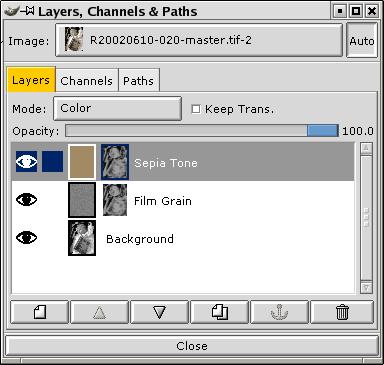 Layers, Channels & Paths
Image: R20020610-020-master.tif-2 Auto
Layers Channels Paths
Mode: Color Keep Trans.
Opacity: 100.0
Sepia Tone
Film Grain
Background
Close